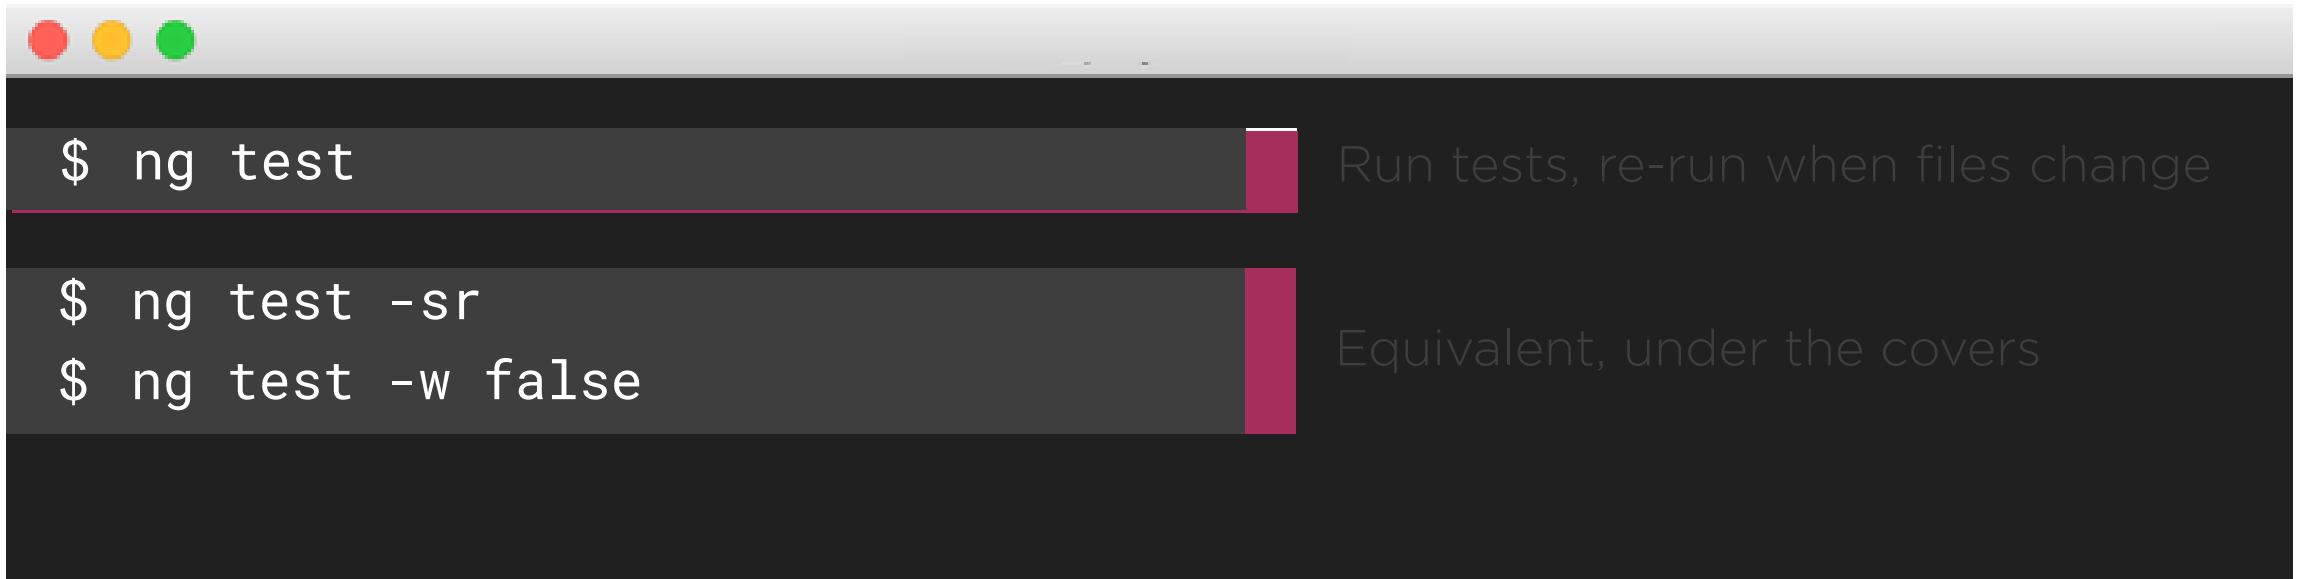 $ ng test
Run tests, re-run when files change
$ ng test -sr
$ ng test -w false
Equivalent, under the covers